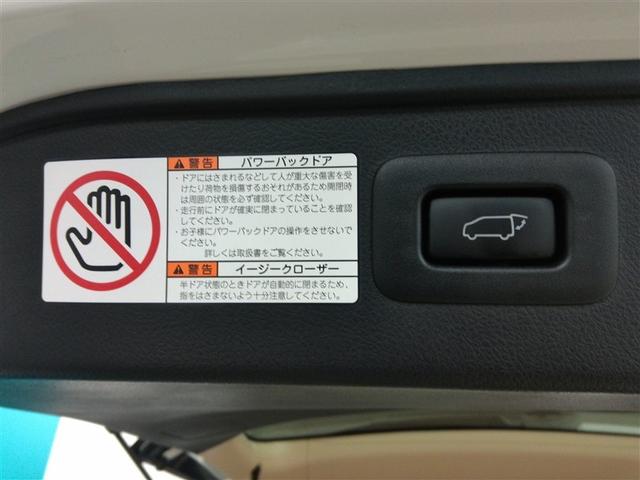 警告 パワーバックドア
・ドアにはさまれるなどして人が重大な傷害を受
けたり荷物を損傷するおそれがあるため開閉時
は周囲の状態を必ず確認してください。
・走行前にドアが確実に閉まっていることを確認
してください。
・お子様にパワーバックドアの操作をさせないで
ください。
詳しくは取扱書をご覧ください。
警告 イージークローザー
半ドア状態のときドアが自動的に閉まるため、
指をはさまないよう十分注意してください。